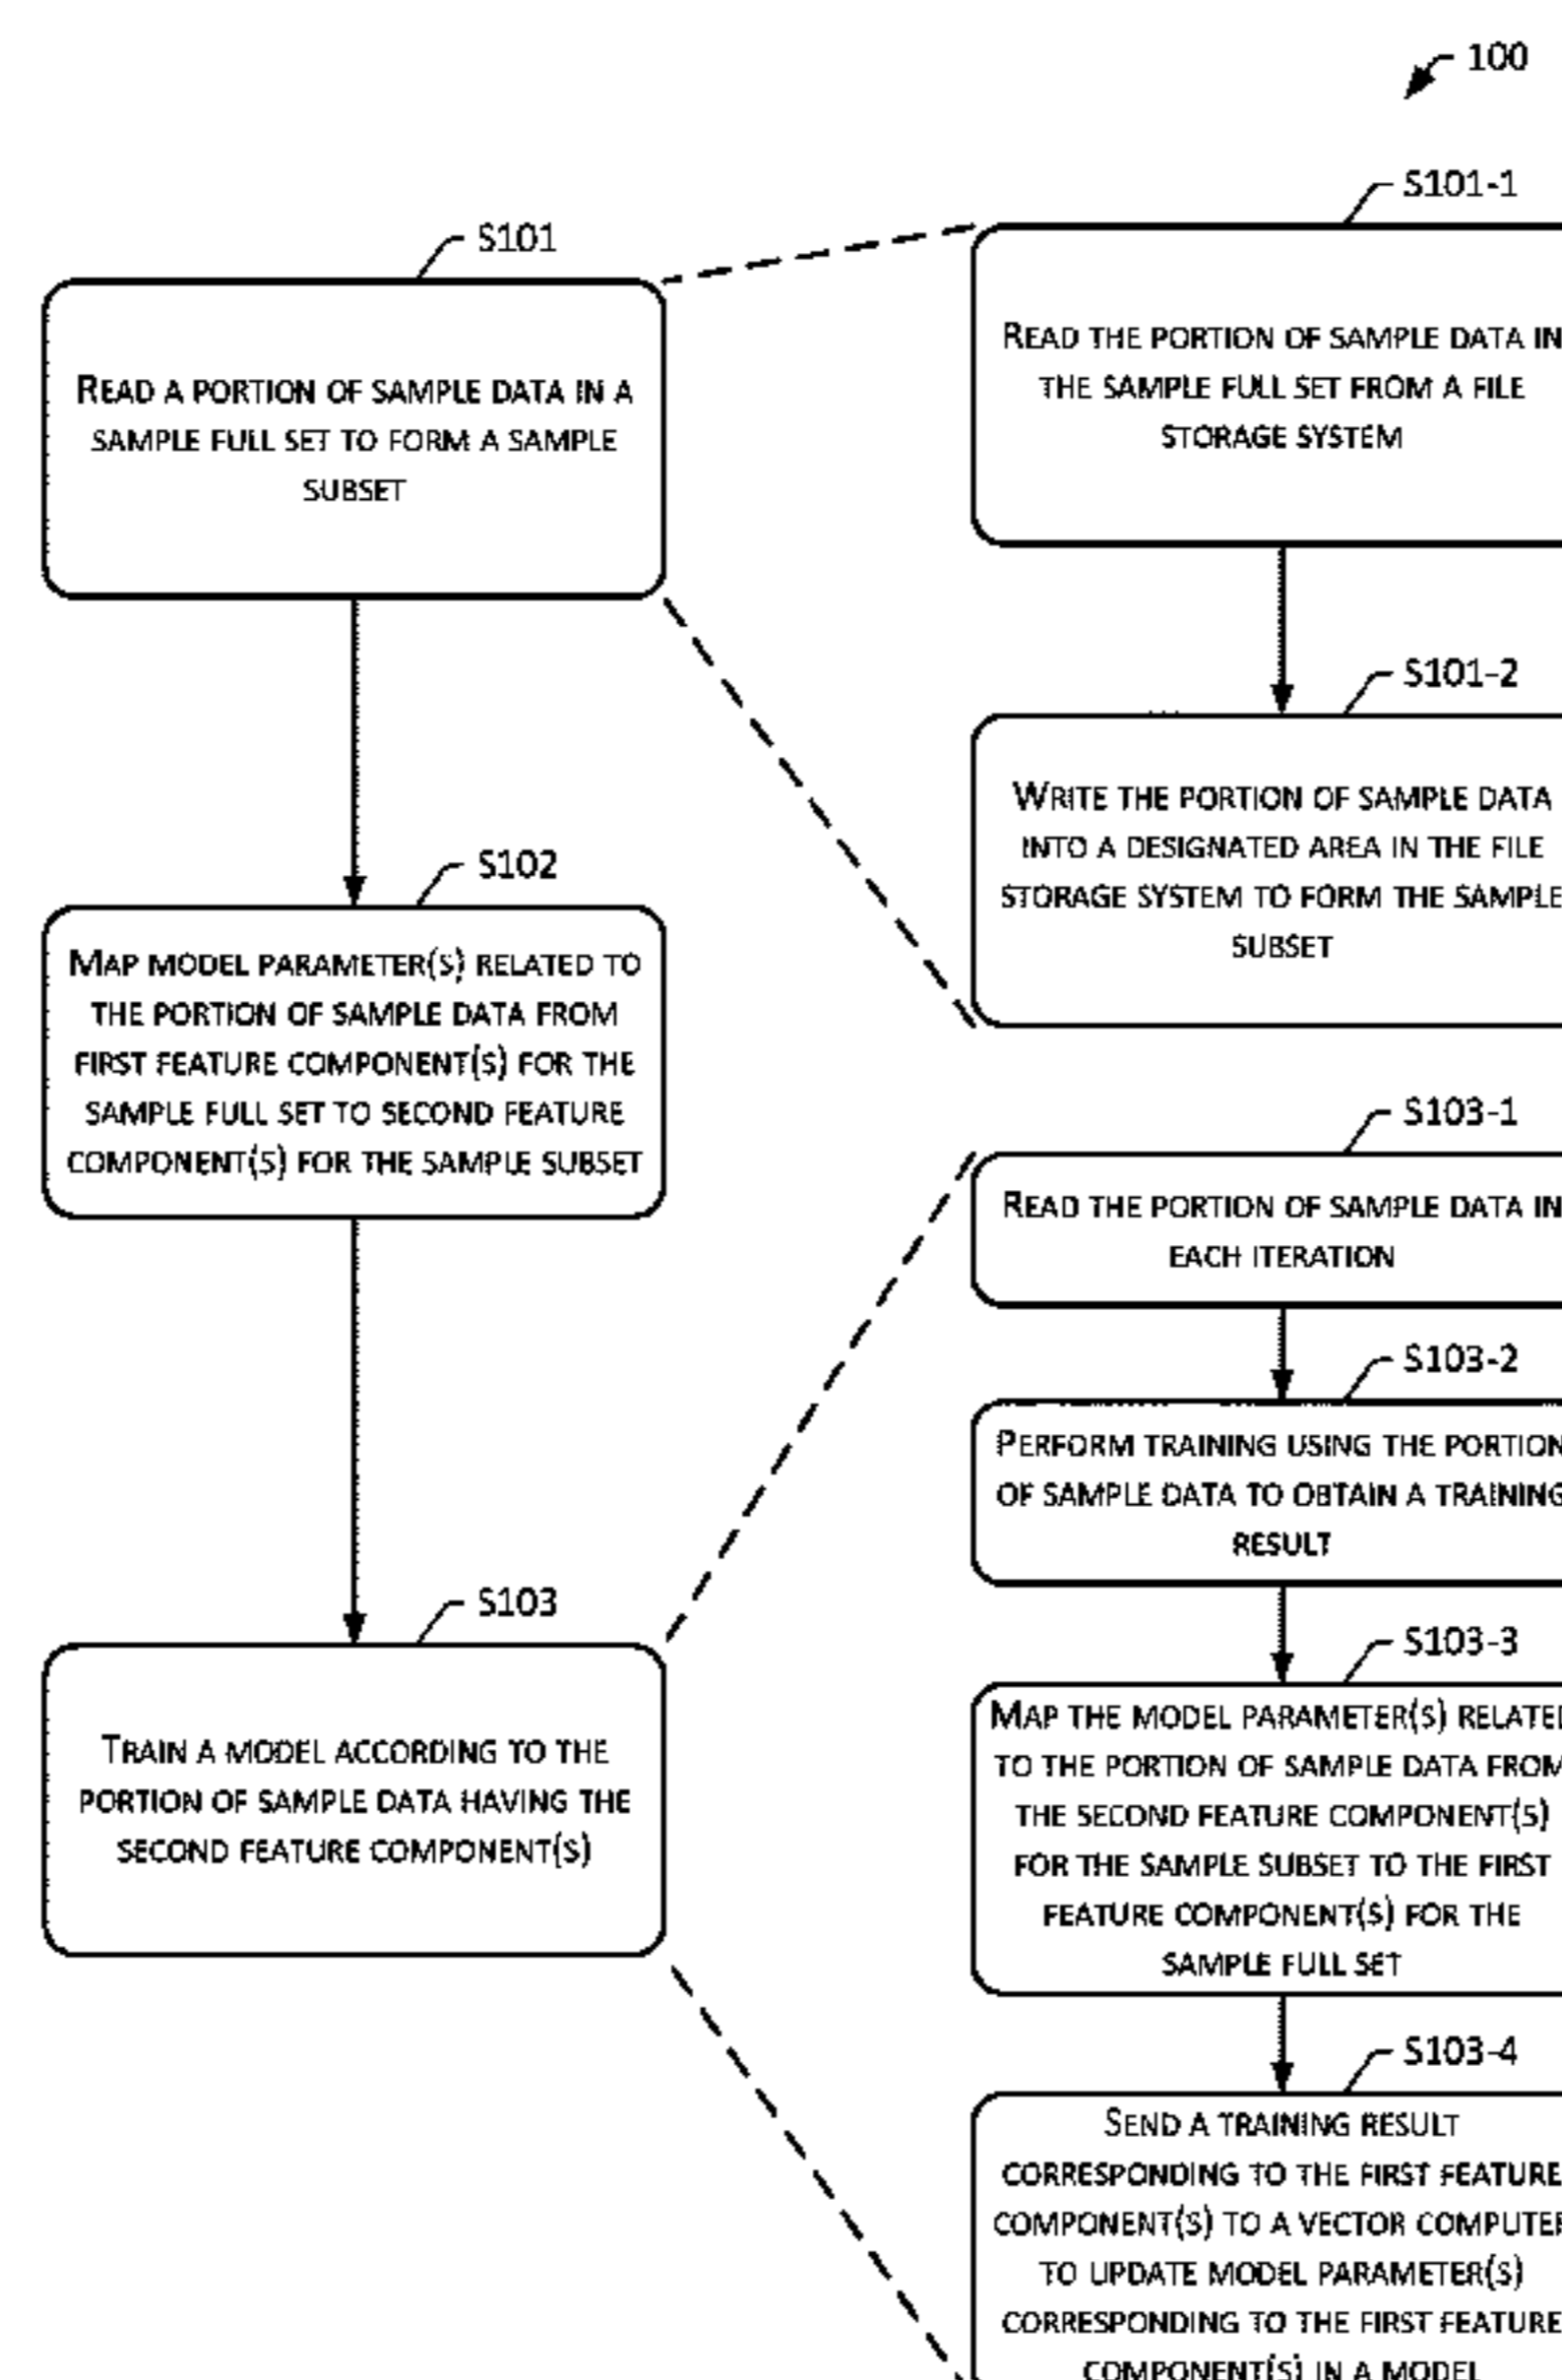 100
S101
READ A PORTION OF SAMPLE DATA IN A
SAMPLE FULL SET TO FORM A SAMPLE
SUBSET
S102
MAP MODEL PARAMETER(S) RELATED TO
THE PORTION OF SAMPLE DATA FROM
FIRST FEATURE COMPONENT(S) FOR THE
SAMPLE FULL SET TO SECOND FEATURE
COMPONENT(S) FOR THE SAMPLE SUBSET
S103
TRAIN A MODEL ACCORDING TO THE
PORTION OF SAMPLE DATA HAVING THE
SECOND FEATURE COMPONENT(S)
S101-1
READ THE PORTION OF SAMPLE DATA IN
THE SAMPLE FULL SET FROM A FILE
STORAGE SYSTEM
S101-2
WRITE THE PORTION OF SAMPLE DATA
INTO A DESIGNATED AREA IN THE FILE
STORAGE SYSTEM TO FORM THE SAMPLE
SUBSET
S103-1
READ THE PORTION OF SAMPLE DATA IN
EACH ITERATION
S103-2
PERFORM TRAINING USING THE PORTION
OF SAMPLE DATA TO OBTAIN A TRAINING
RESULT
S103-3
MAP THE MODEL PARAMETER(S) RELATED
TO THE PORTION OF SAMPLE DATA FROM
THE SECOND FEATURE COMPONENT(S)
FOR THE SAMPLE SUBSET TO THE FIRST
FEATURE COMPONENT(S) FOR THE
SAMPLE FULL SET
S103-4
SEND A TRAINING RESULT
CORRESPONDING TO THE FIRST FEATURE
COMPONENT(S) TO A VECTOR COMPUTER
TO UPDATE MODEL PARAMETER(S)
CORRESPONDING TO THE FIRST FEATURE
COMPONENT(S) IN A MODEL